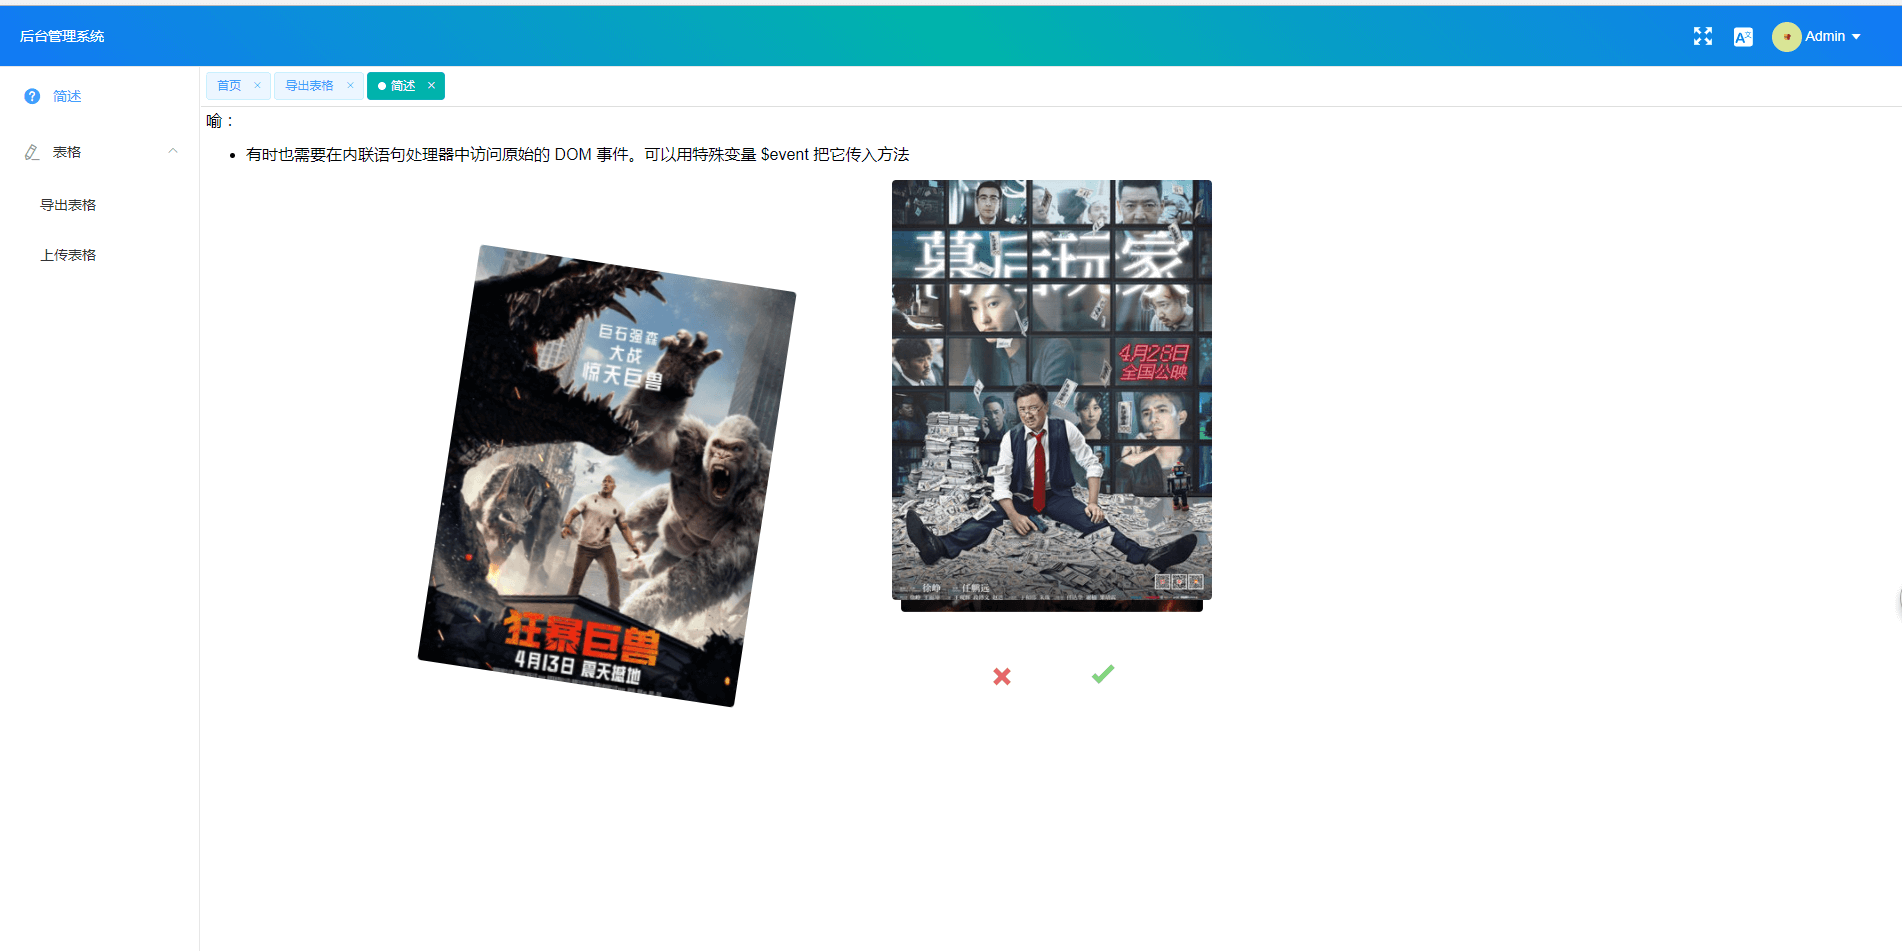 后台管理系统
Admin
简述
表格
导出表格
上传表格
首页
导出表格
简述
喻：
有时也需要在内联语句处理器中访问原始的 DOM 事件。可以用特殊变量 $event 把它传入方法
巨石强森
大战
惊天巨兽
狂暴巨兽
4月13日 震天撼地
幕后玩家
4月28日
全国公映
徐峥 任鹏远